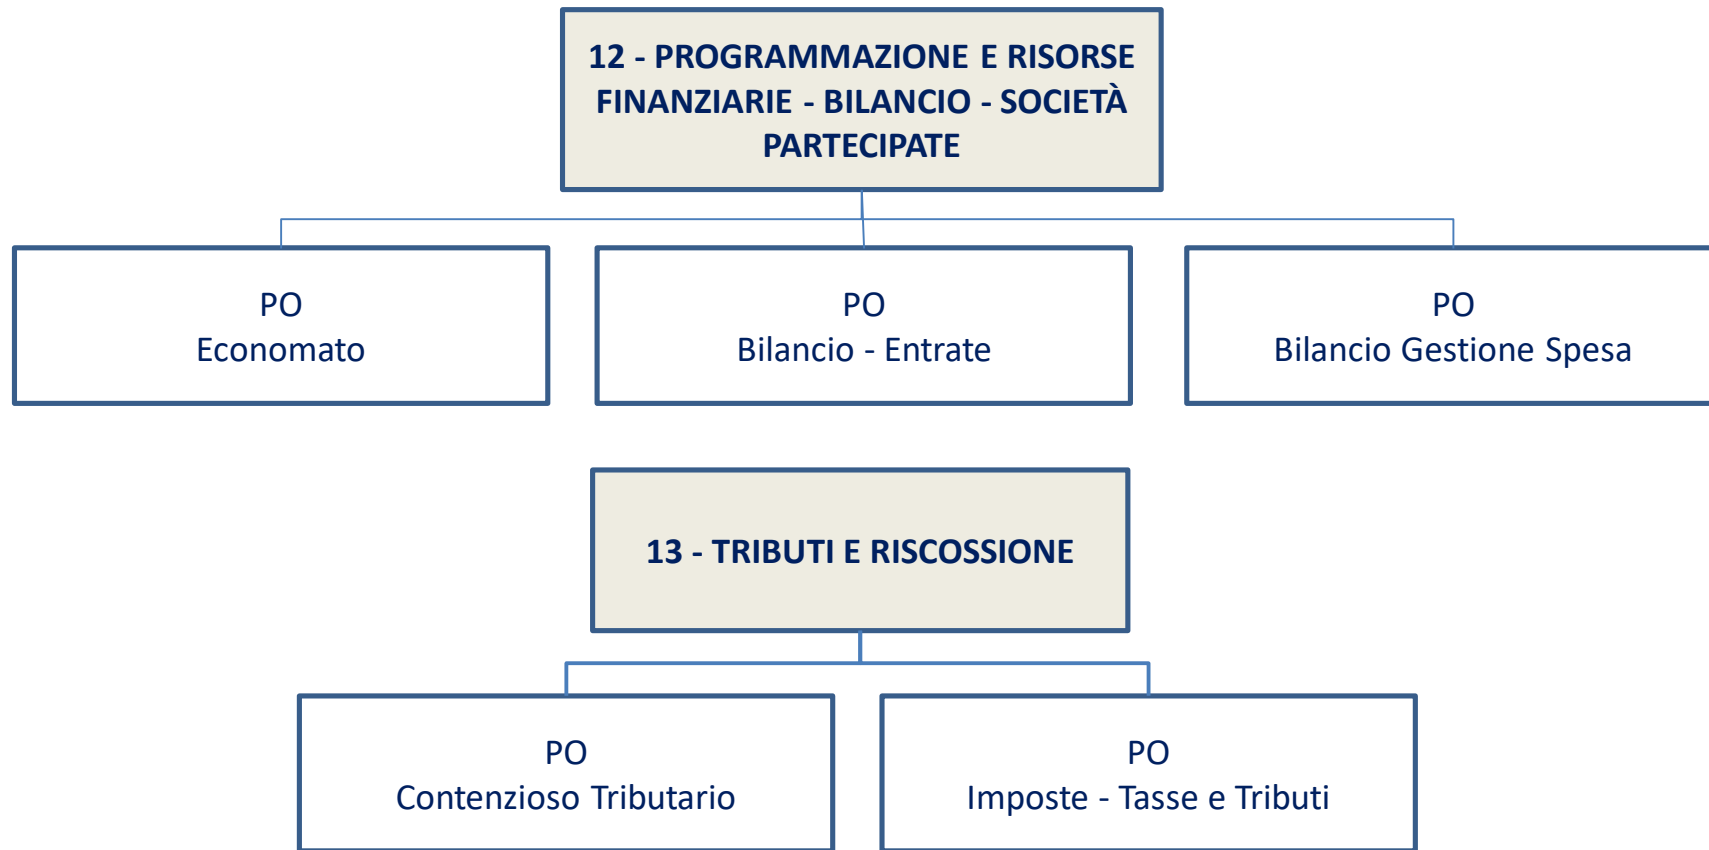 12 - PROGRAMMAZIONE E RISORSE
FINANZIARIE - BILANCIO - SOCIETÀ
PARTECIPATE
PO
Economato
PO
Bilancio - Entrate
PO
Bilancio Gestione Spesa
13 - TRIBUTI E RISCOSSIONE
PO
Contenzioso Tributario
PO
Imposte - Tasse e Tributi